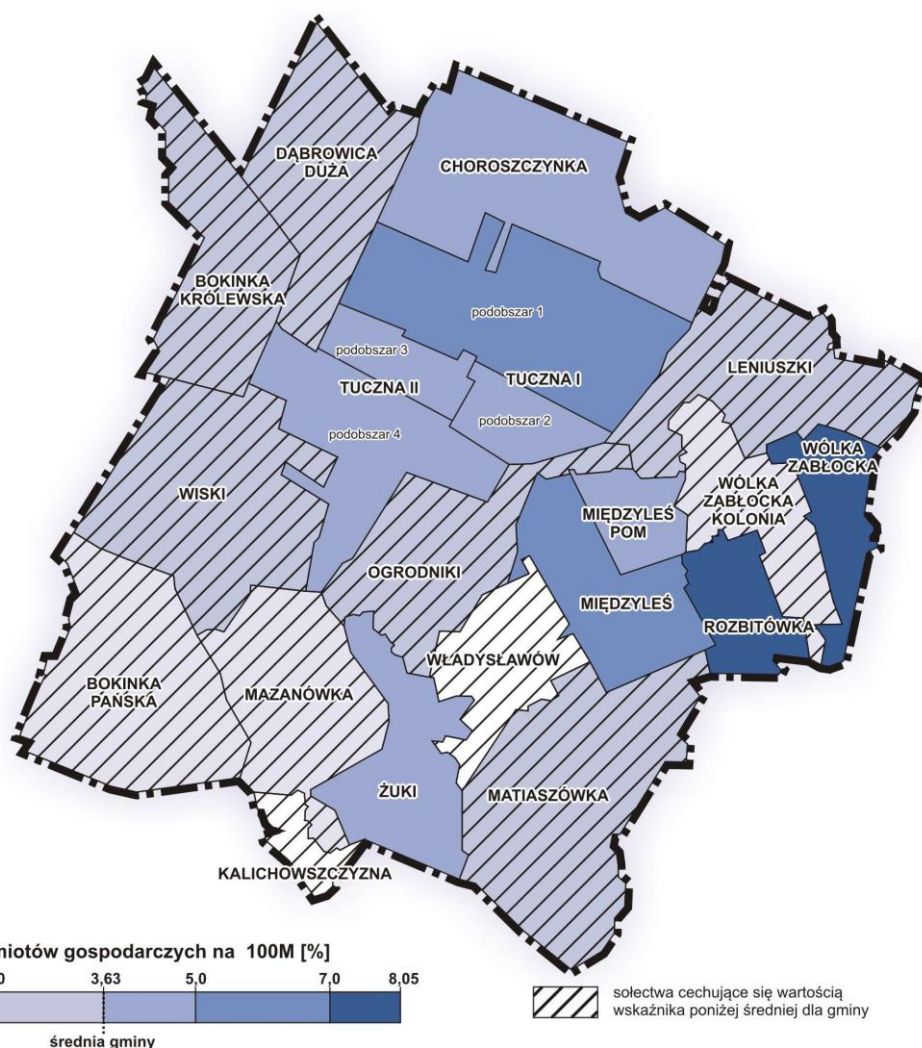 DĄBROWICA
DUŻA
CHOROSZCZYNKA
BOKINKA
KRÓLEWSKA
podobszar 1
podobszar 3
LENIUSZKI
TUCZNA II
TUCZNA I
podobszar 2
podobszar 4
WÓLKA
ZABŁOCKA
WISKI
WÓLKA
ZABŁOCKA
KOLONIA
MIĘDZYLEŚ
POM
OGRODNIKI
MIĘDZYLEŚ
ROZBITÓWKA
WŁADYSŁAWÓW
BOKINKA
PAŃSKA
MAZANÓWKA
ŻUKI
MATIASZÓWKA
KALICHOWSZCZYZNA
miotów gospodarczych na 100M [%]
0 3,63 5,0 7,0 8,05
średnia gminy
sołectwa cechujące się wartością
wskaźnika poniżej średniej dla gminy